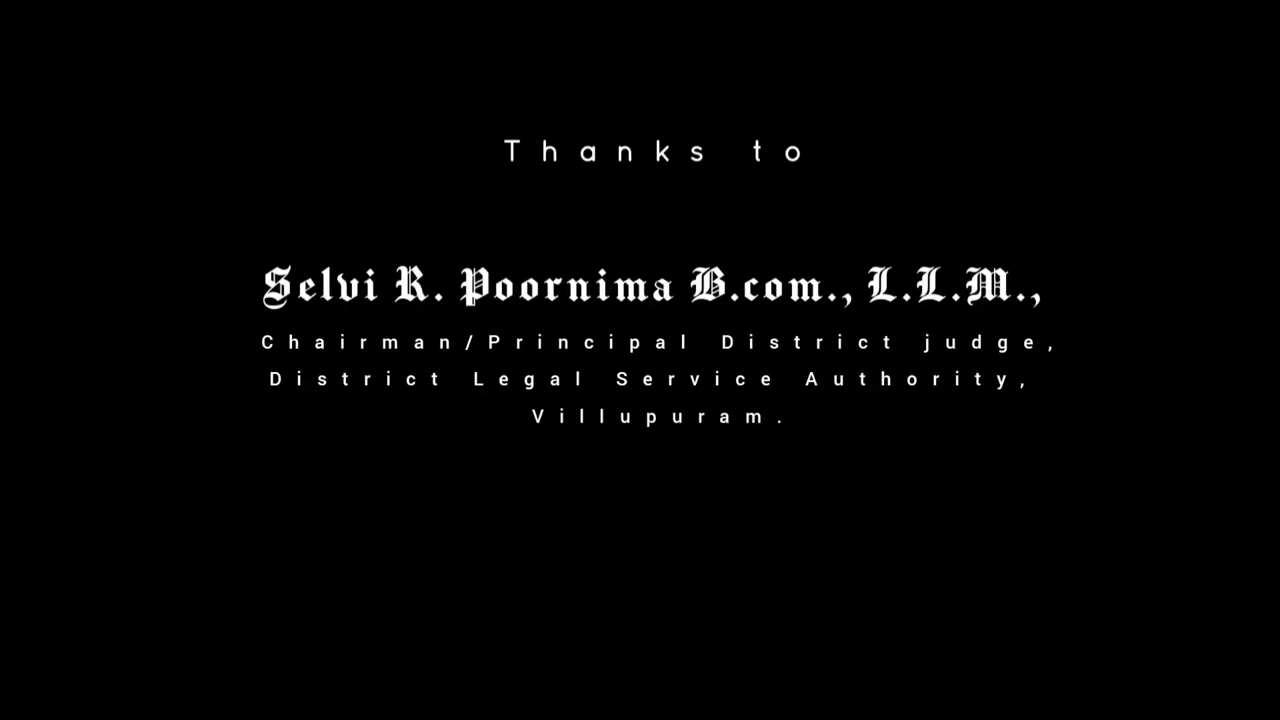 Thanks to
Selvi R. Poornima B.com., L.L.M.,
Chairman/Principal District judge,
District Legal Service Authority,
Villupuram.